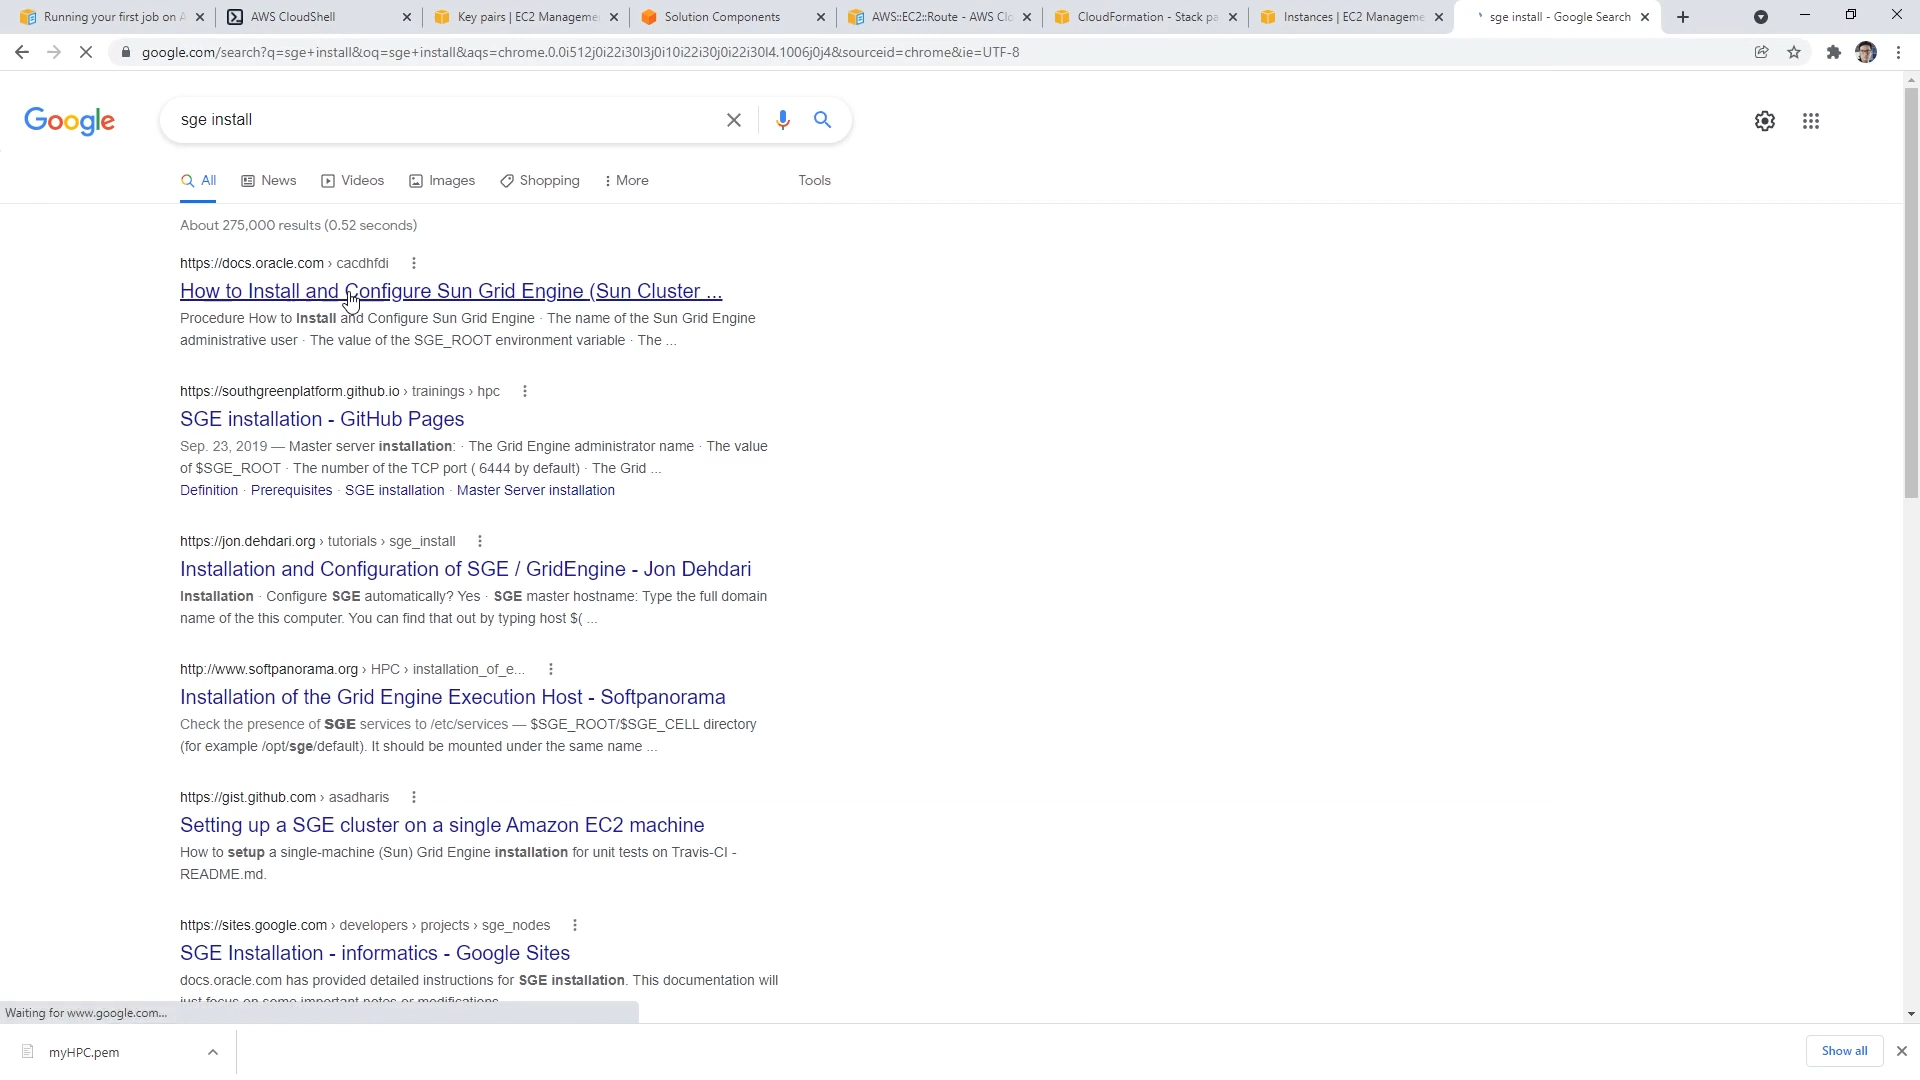 Running your first job on A
AWS CloudShell
Key pairs | EC2 Manageme
Solution Components
AWS::EC2::Route - AWS Clo
CloudFormation - Stack pa
Instances | EC2 Manageme
sge install - Google Search
google.com/search?q=sge+install&oq=sge+install&aqs=chrome.0.0i512j0i22i30l3j0i10i22i30j0i22i30l4.1006j0j4&sourceid=chrome&ie=UTF-8
Google
sge install
All
News
Videos
Images
Shopping
More
Tools
About 275,000 results (0.52 seconds)
https://docs.oracle.com › cacdhfdi
How to Install and Configure Sun Grid Engine (Sun Cluster ...
Procedure How to Install and Configure Sun Grid Engine · The name of the Sun Grid Engine
administrative user · The value of the SGE_ROOT environment variable · The ...
https://southgreenplatform.github.io › trainings › hpc
SGE installation - GitHub Pages
Sep. 23, 2019 — Master server installation: · The Grid Engine administrator name · The value
of $SGE_ROOT · The number of the TCP port ( 6444 by default) · The Grid ...
Definition · Prerequisites · SGE installation · Master Server installation
https://jon.dehdari.org › tutorials › sge_install
Installation and Configuration of SGE / GridEngine - Jon Dehdari
Installation · Configure SGE automatically? Yes · SGE master hostname: Type the full domain
name of the this computer. You can find that out by typing host $( ...
http://www.softpanorama.org › HPC › installation_of_e...
Installation of the Grid Engine Execution Host - Softpanorama
Check the presence of SGE services to /etc/services — $SGE_ROOT/$SGE_CELL directory
(for example /opt/sge/default). It should be mounted under the same name ...
https://gist.github.com › asadharis
Setting up a SGE cluster on a single Amazon EC2 machine
How to setup a single-machine (Sun) Grid Engine installation for unit tests on Travis-CI -
README.md.
https://sites.google.com › developers › projects › sge_nodes
SGE Installation - informatics - Google Sites
docs.oracle.com has provided detailed instructions for SGE installation. This documentation will
just focus on some important notes or modifications
Waiting for www.google.com...
myHPC.pem
Show all